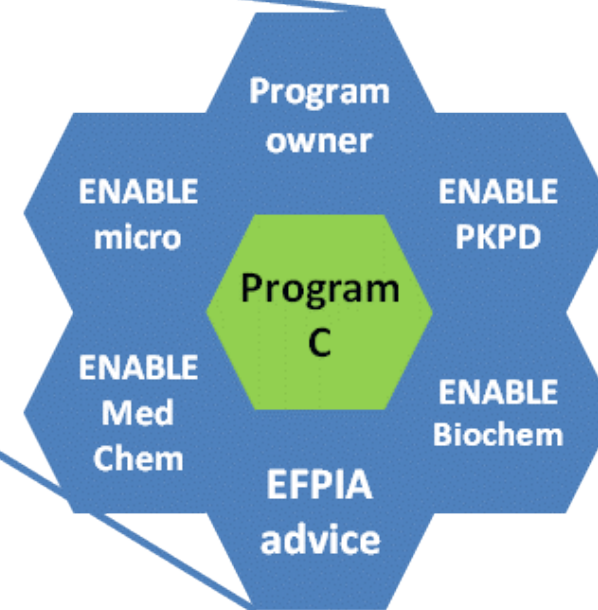 Program
owner
ENABLE
micro
ENABLE
PKPD
Program
C
ENABLE
Med
Chem
ENABLE
Biochem
EFPIA
advice